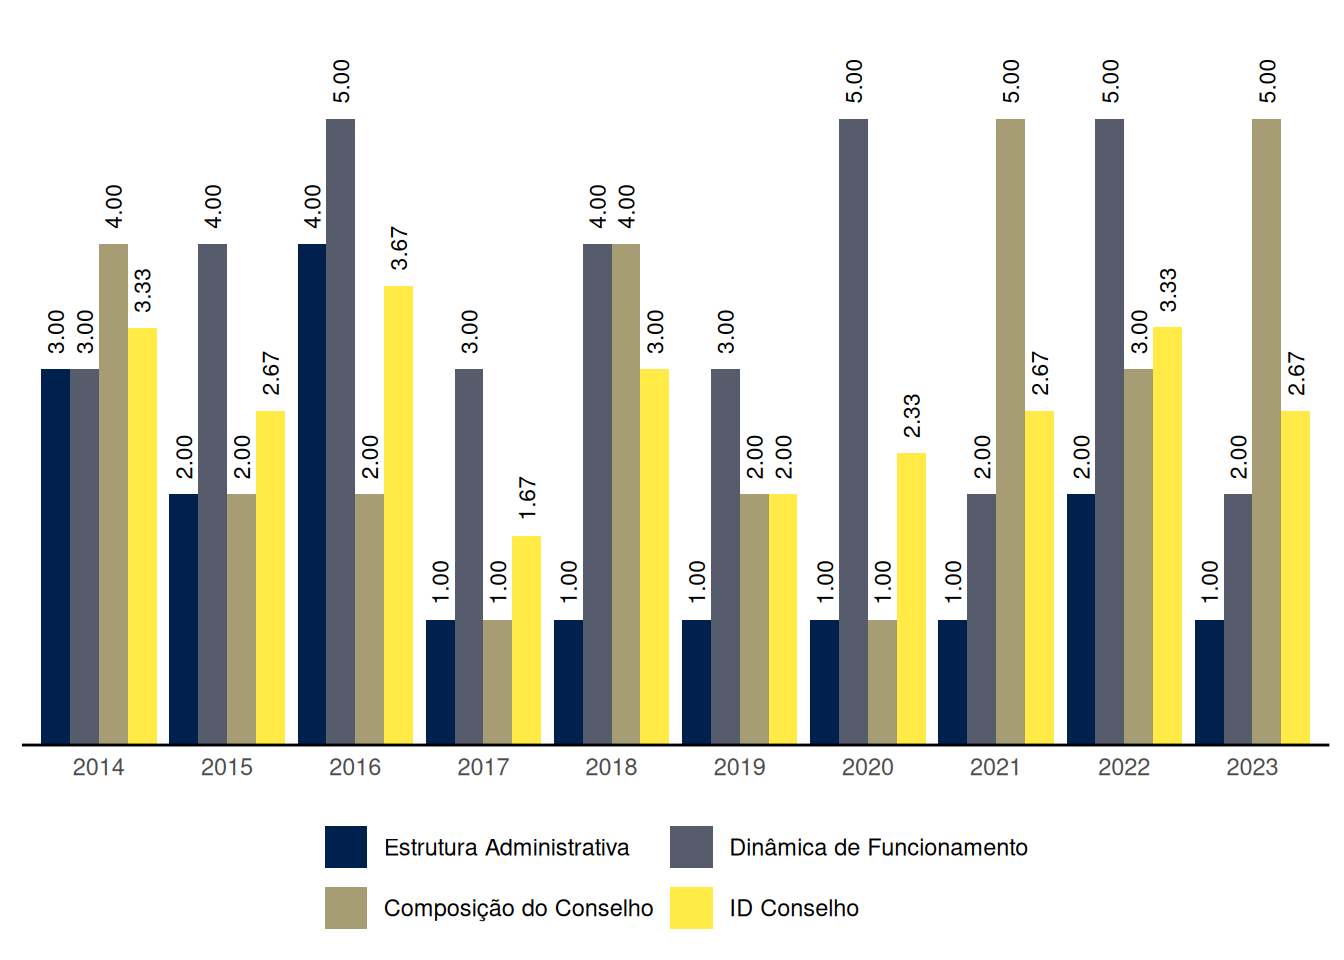 3.00 3.00 4.00 3.33 2.00 4.00 2.00 2.67 4.00 5.00 2.00 3.67 1.00 3.00 1.00 1.67 1.00 4.00 4.00 3.00 1.00 3.00 2.00 2.00 1.00 5.00 1.00 2.33 1.00 2.00 5.00 2.67 2.00 5.00 3.00 3.33 1.00 2.00 5.00 2.67
2014 2015 2016 2017 2018 2019 2020 2021 2022 2023
Estrutura Administrativa Dinâmica de Funcionamento
Composição do Conselho ID Conselho